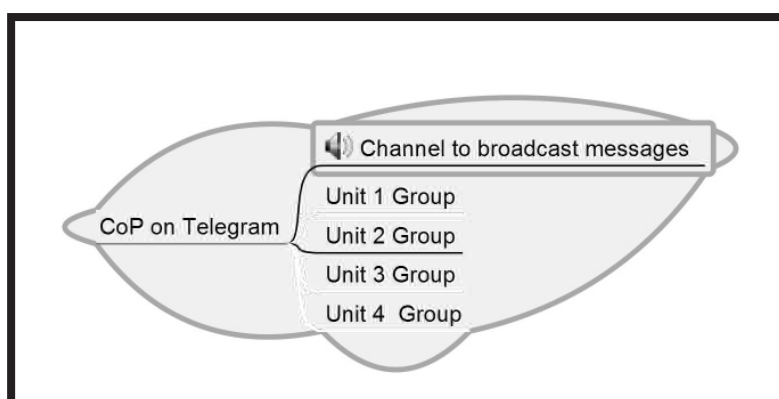 Channel to broadcast messages
CoP on Telegram
Unit 1 Group
Unit 2 Group
Unit 3 Group
Unit 4  Group